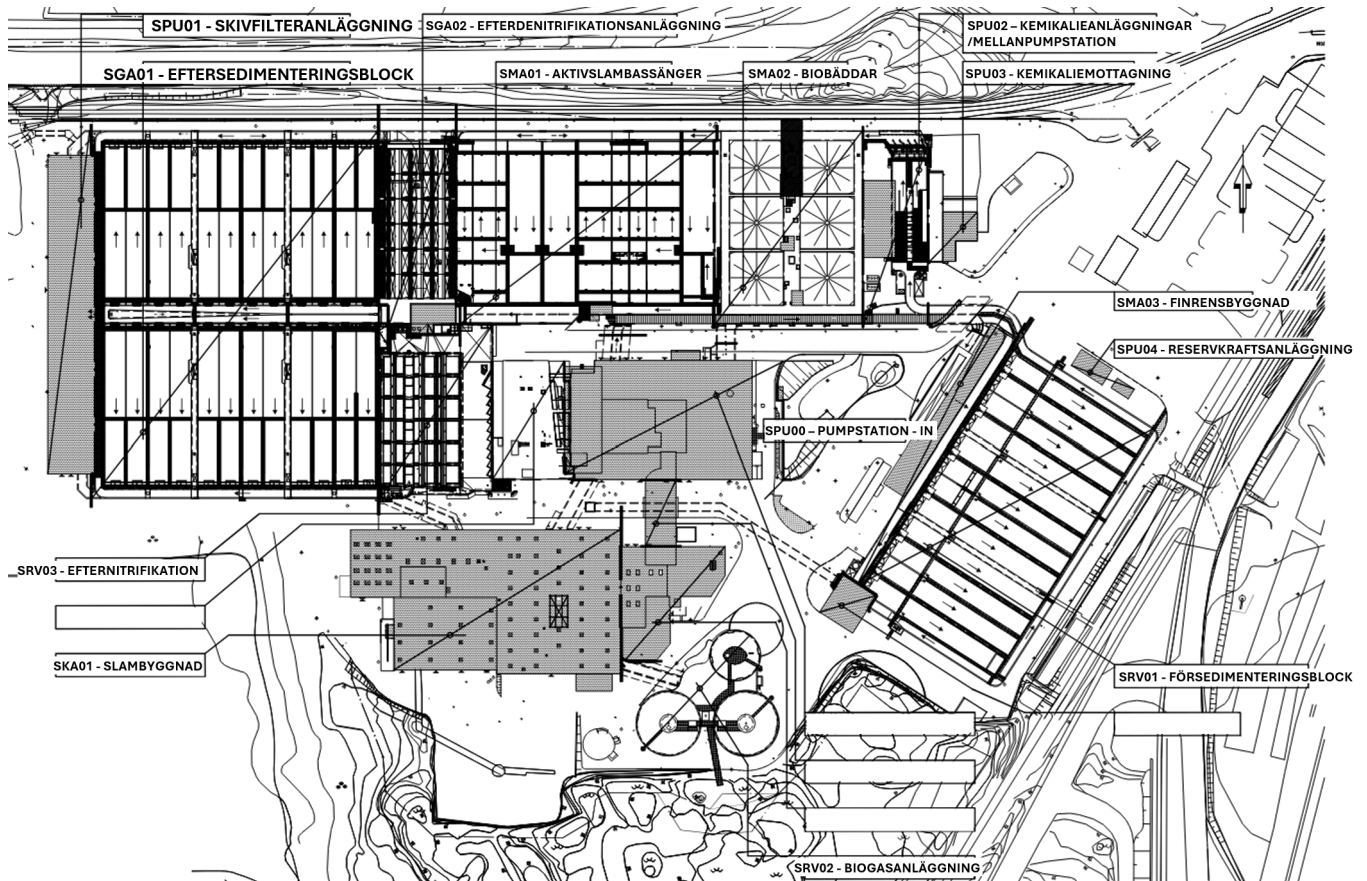 SPU01 - SKIVFILTERANLÄGGNING
SGA02 - EFTERDENITRIFIKATIONSANLÄGGNING
SPU02 – KEMIKALIEANLÄGGNINGAR
/MELLANPUMPSTATION
SGA01 - EFTERSEDIMENTERINGSBLOCK
SMA01 - AKTIVSLAMBASSÄNGER
SMA02 - BIOBÄDDAR
SPU03 - KEMIKALIEMOTTAGNING
SMA03 - FINRENSBYGGNAD
SPU04 - RESERVKRAFTSANLÄGGNING
SPU00 – PUMPSTATION - IN
SRV03 - EFTERNITRIFIKATION
SKA01 - SLAMBYGGNAD
SRV01 - FÖRSEDIMENTERINGSBLOCK
SRV02 - BIOGASANLÄGGNING